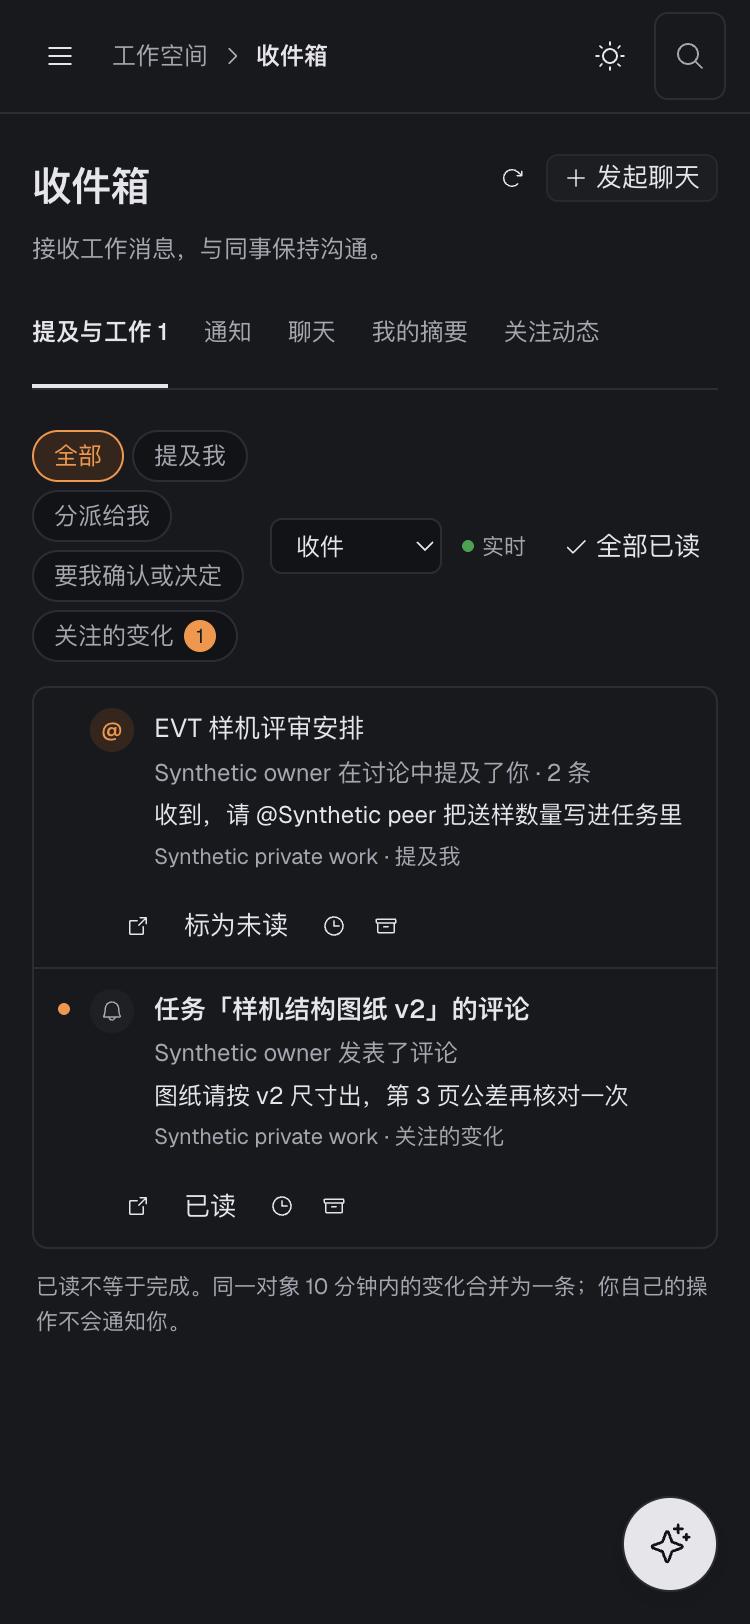 工作空间 > 收件箱
收件箱
发起聊天
接收工作消息，与同事保持沟通。
提及与工作 1 通知 聊天 我的摘要 关注动态
全部 提及我
分派给我
要我确认或决定
关注的变化 1
收件 实时 全部已读
@ EVT 样机评审安排
Synthetic owner 在讨论中提及了你 · 2 条
收到，请 @Synthetic peer 把送样数量写进任务里
Synthetic private work · 提及我
标为未读
任务「样机结构图纸 v2」的评论
Synthetic owner 发表了评论
图纸请按 v2 尺寸出，第 3 页公差再核对一次
Synthetic private work · 关注的变化
已读
已读不等于完成。同一对象 10 分钟内的变化合并为一条；你自己的操
作不会通知你。